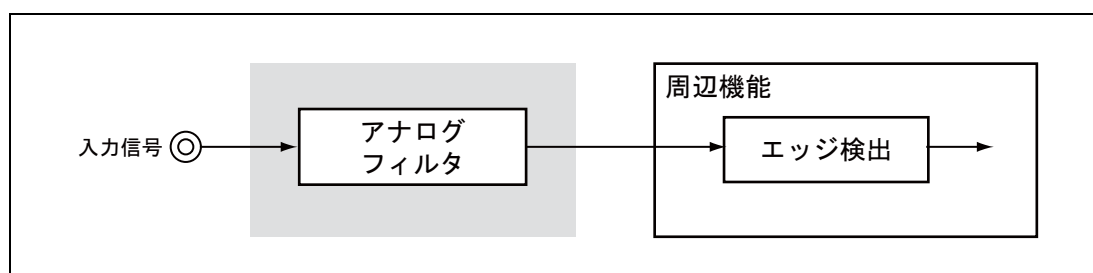 入力信号
アナログ
フィルタ
周辺機能
エッジ検出